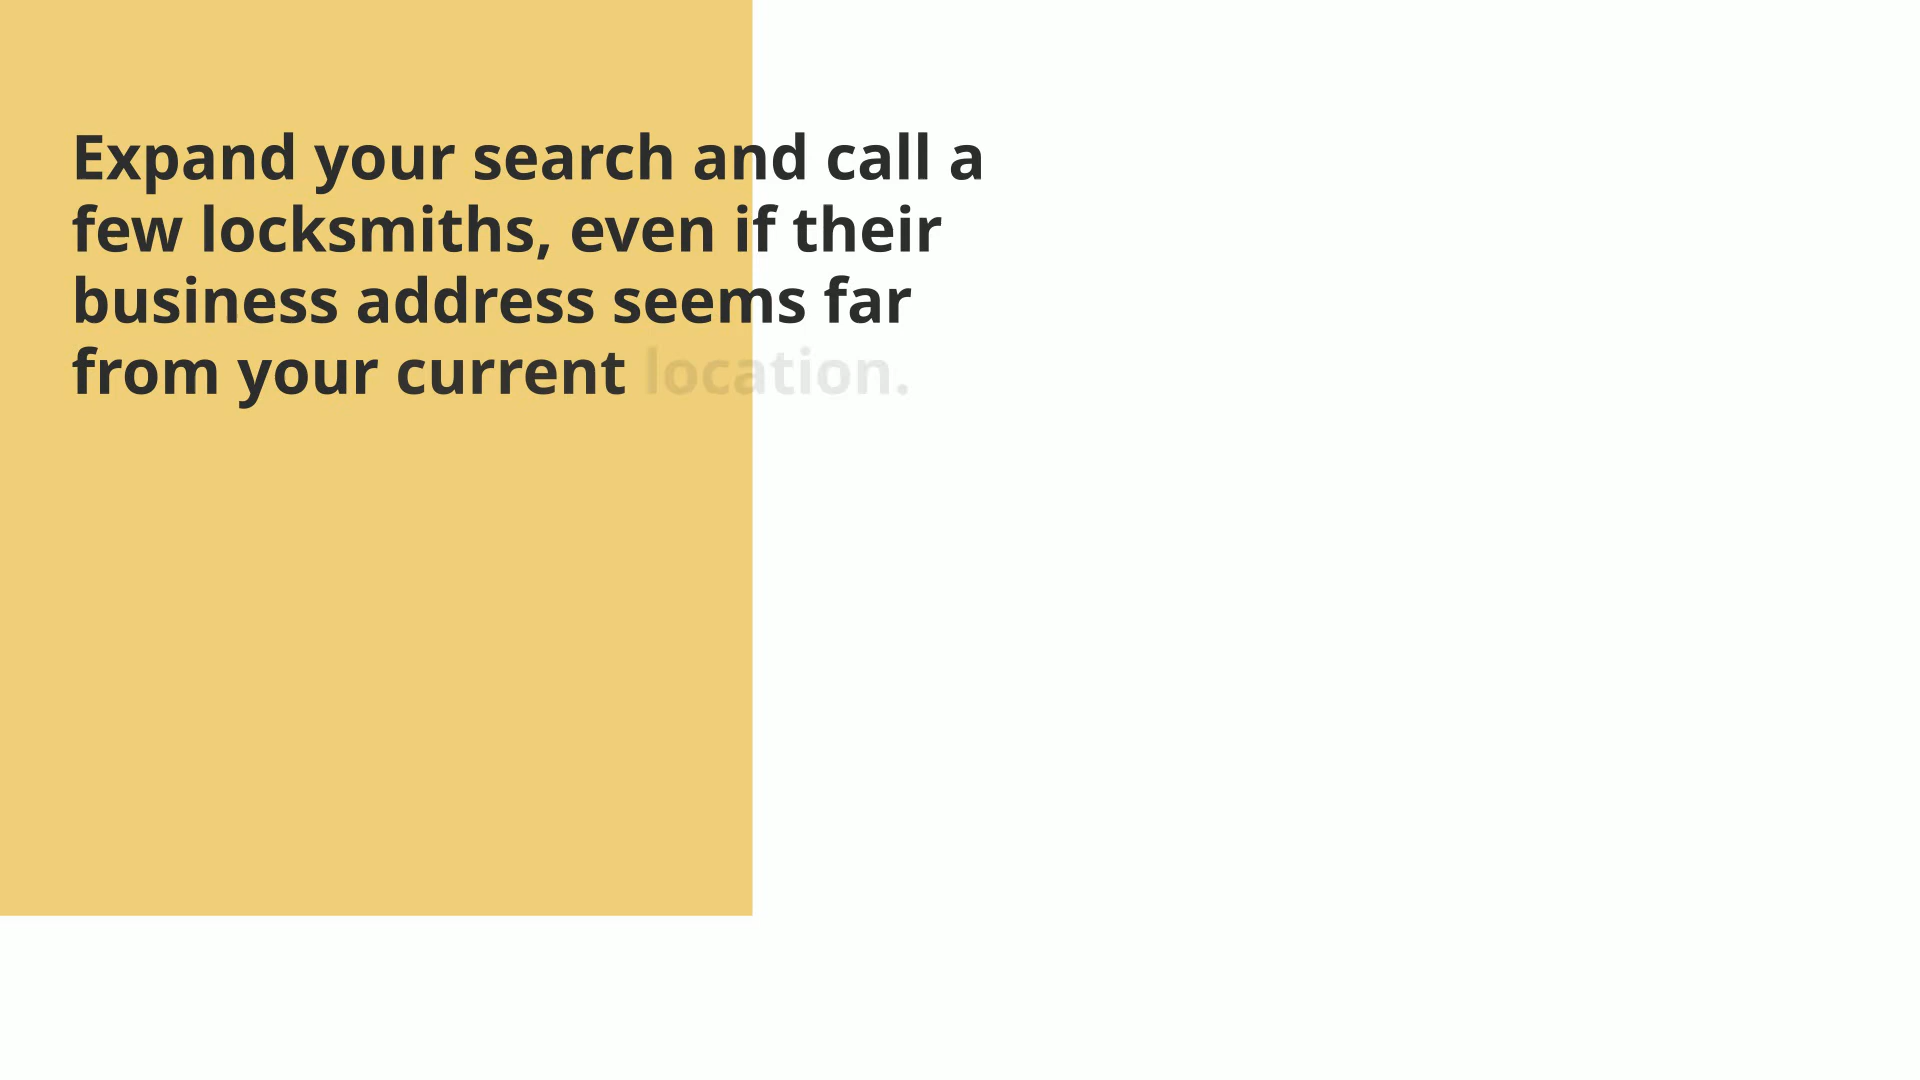 Expand your search and call a
few locksmiths, even if their
business address seems far
from your current location.